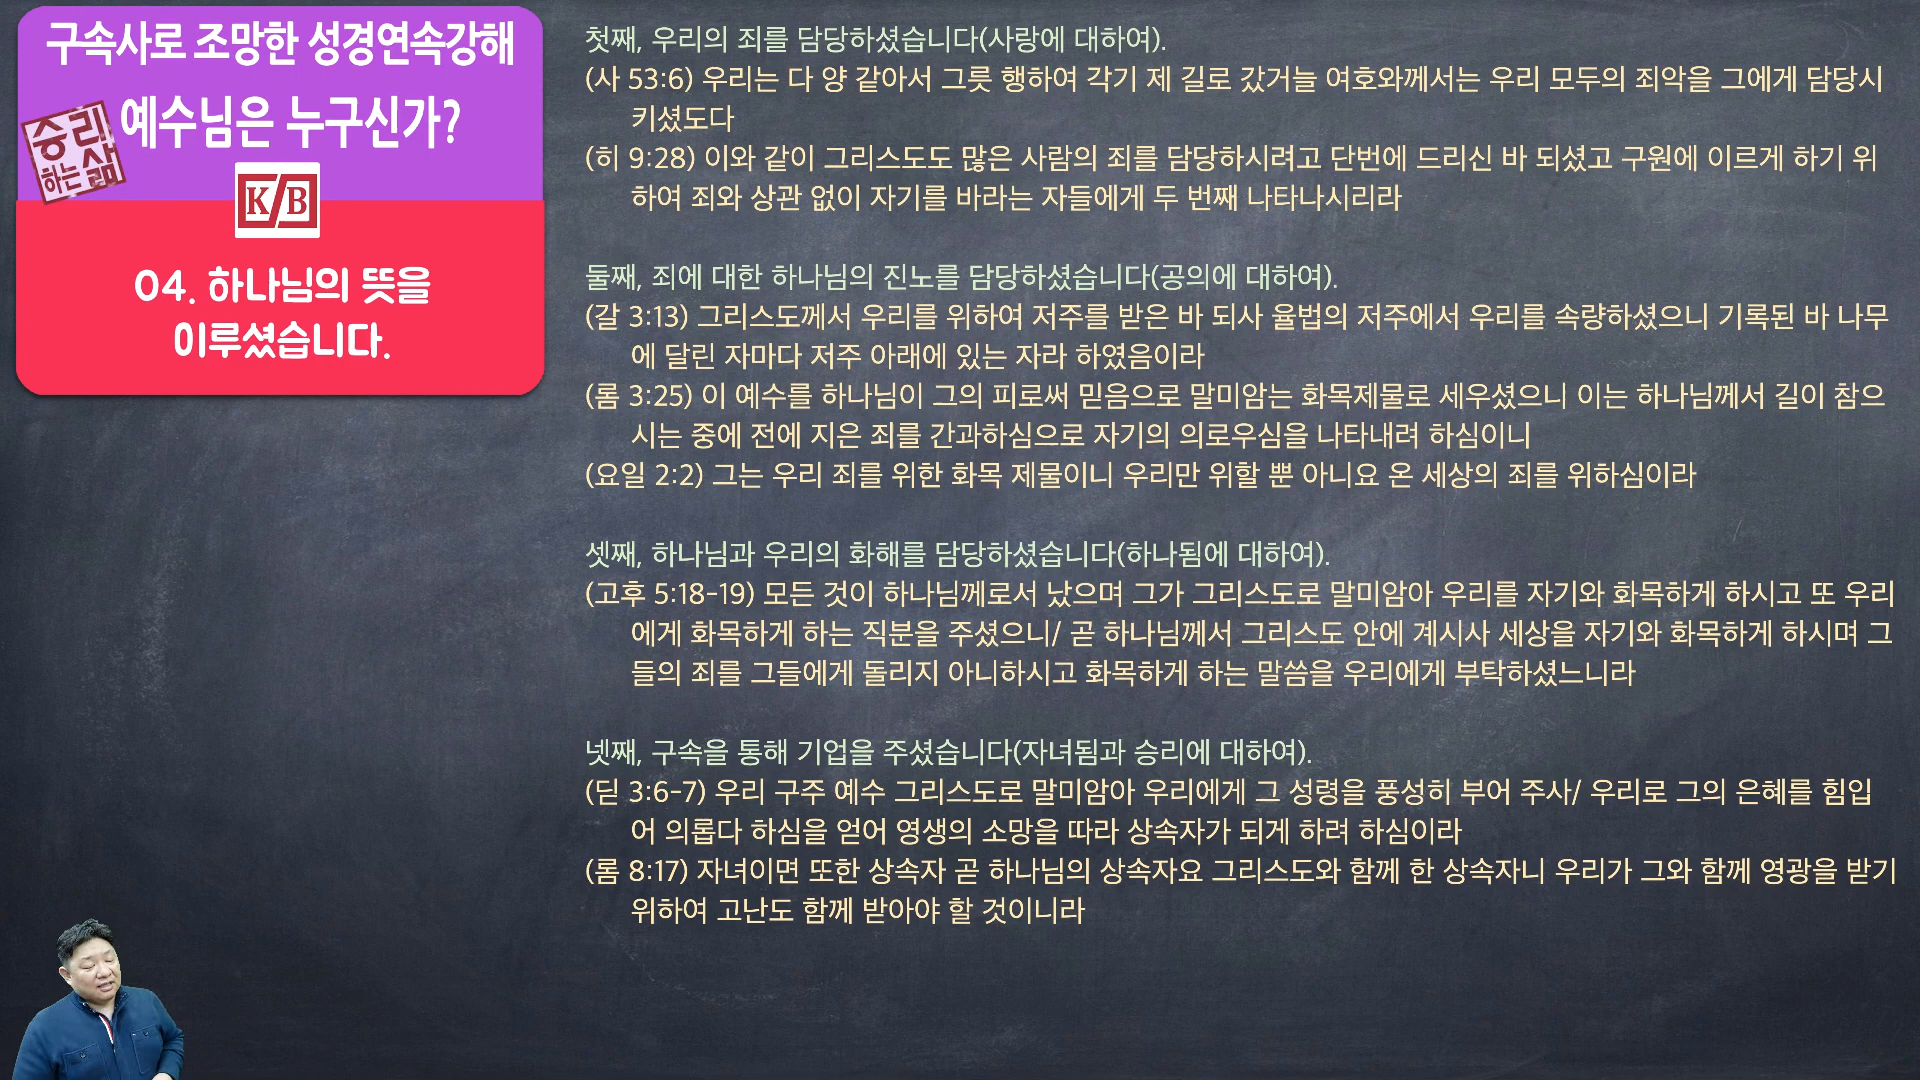 구속사로 조망한 성경연속강해
예수님은 누구신가?
승리
하는 삶
K/B
04. 하나님의 뜻을
이루셨습니다.
첫째, 우리의 죄를 담당하셨습니다(사랑에 대하여).
(사 53:6) 우리는 다 양 같아서 그릇 행하여 각기 제 길로 갔거늘 여호와께서는 우리 모두의 죄악을 그에게 담당시
키셨도다
(히 9:28) 이와 같이 그리스도도 많은 사람의 죄를 담당하시려고 단번에 드리신 바 되셨고 구원에 이르게 하기 위
하여 죄와 상관 없이 자기를 바라는 자들에게 두 번째 나타나시리라
둘째, 죄에 대한 하나님의 진노를 담당하셨습니다(공의에 대하여).
(갈 3:13) 그리스도께서 우리를 위하여 저주를 받은 바 되사 율법의 저주에서 우리를 속량하셨으니 기록된 바 나무
에 달린 자마다 저주 아래에 있는 자라 하였음이라
(롬 3:25) 이 예수를 하나님이 그의 피로써 믿음으로 말미암는 화목제물로 세우셨으니 이는 하나님께서 길이 참으
시는 중에 전에 지은 죄를 간과하심으로 자기의 의로우심을 나타내려 하심이니
(요일 2:2) 그는 우리 죄를 위한 화목 제물이니 우리만 위할 뿐 아니요 온 세상의 죄를 위하심이라
셋째, 하나님과 우리의 화해를 담당하셨습니다(하나됨에 대하여).
(고후 5:18-19) 모든 것이 하나님께로서 났으며 그가 그리스도로 말미암아 우리를 자기와 화목하게 하시고 또 우리
에게 화목하게 하는 직분을 주셨으니/ 곧 하나님께서 그리스도 안에 계시사 세상을 자기와 화목하게 하시며 그
들의 죄를 그들에게 돌리지 아니하시고 화목하게 하는 말씀을 우리에게 부탁하셨느니라
넷째, 구속을 통해 기업을 주셨습니다(자녀됨과 승리에 대하여).
(딛 3:6-7) 우리 구주 예수 그리스도로 말미암아 우리에게 그 성령을 풍성히 부어 주사/ 우리로 그의 은혜를 힘입
어 의롭다 하심을 얻어 영생의 소망을 따라 상속자가 되게 하려 하심이라
(롬 8:17) 자녀이면 또한 상속자 곧 하나님의 상속자요 그리스도와 함께 한 상속자니 우리가 그와 함께 영광을 받기
위하여 고난도 함께 받아야 할 것이니라